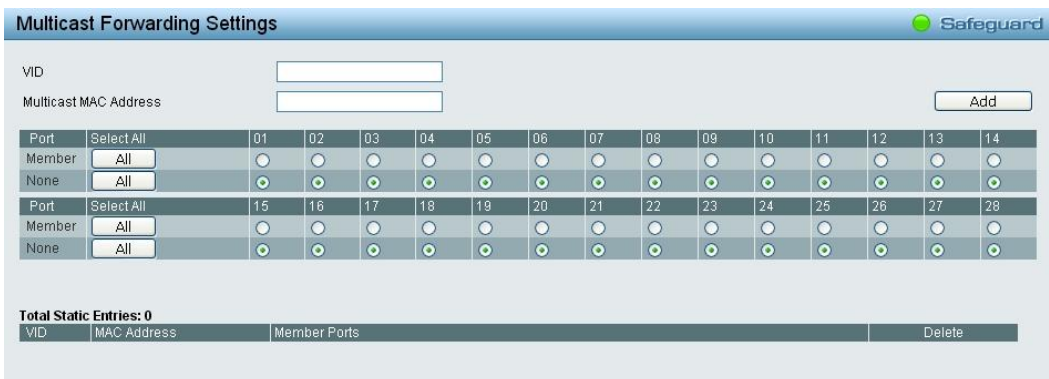 Multicast Forwarding Settings Safeguard
VID
Multicast MAC Address Add
Port Select All 01 02 03 04 05 06 07 08 09 10 11 12 13 14
Member All
None All
Port Select All 15 16 17 18 19 20 21 22 23 24 25 26 27 28
Member All
None All
Total Static Entries: 0
VID MAC Address Member Ports Delete